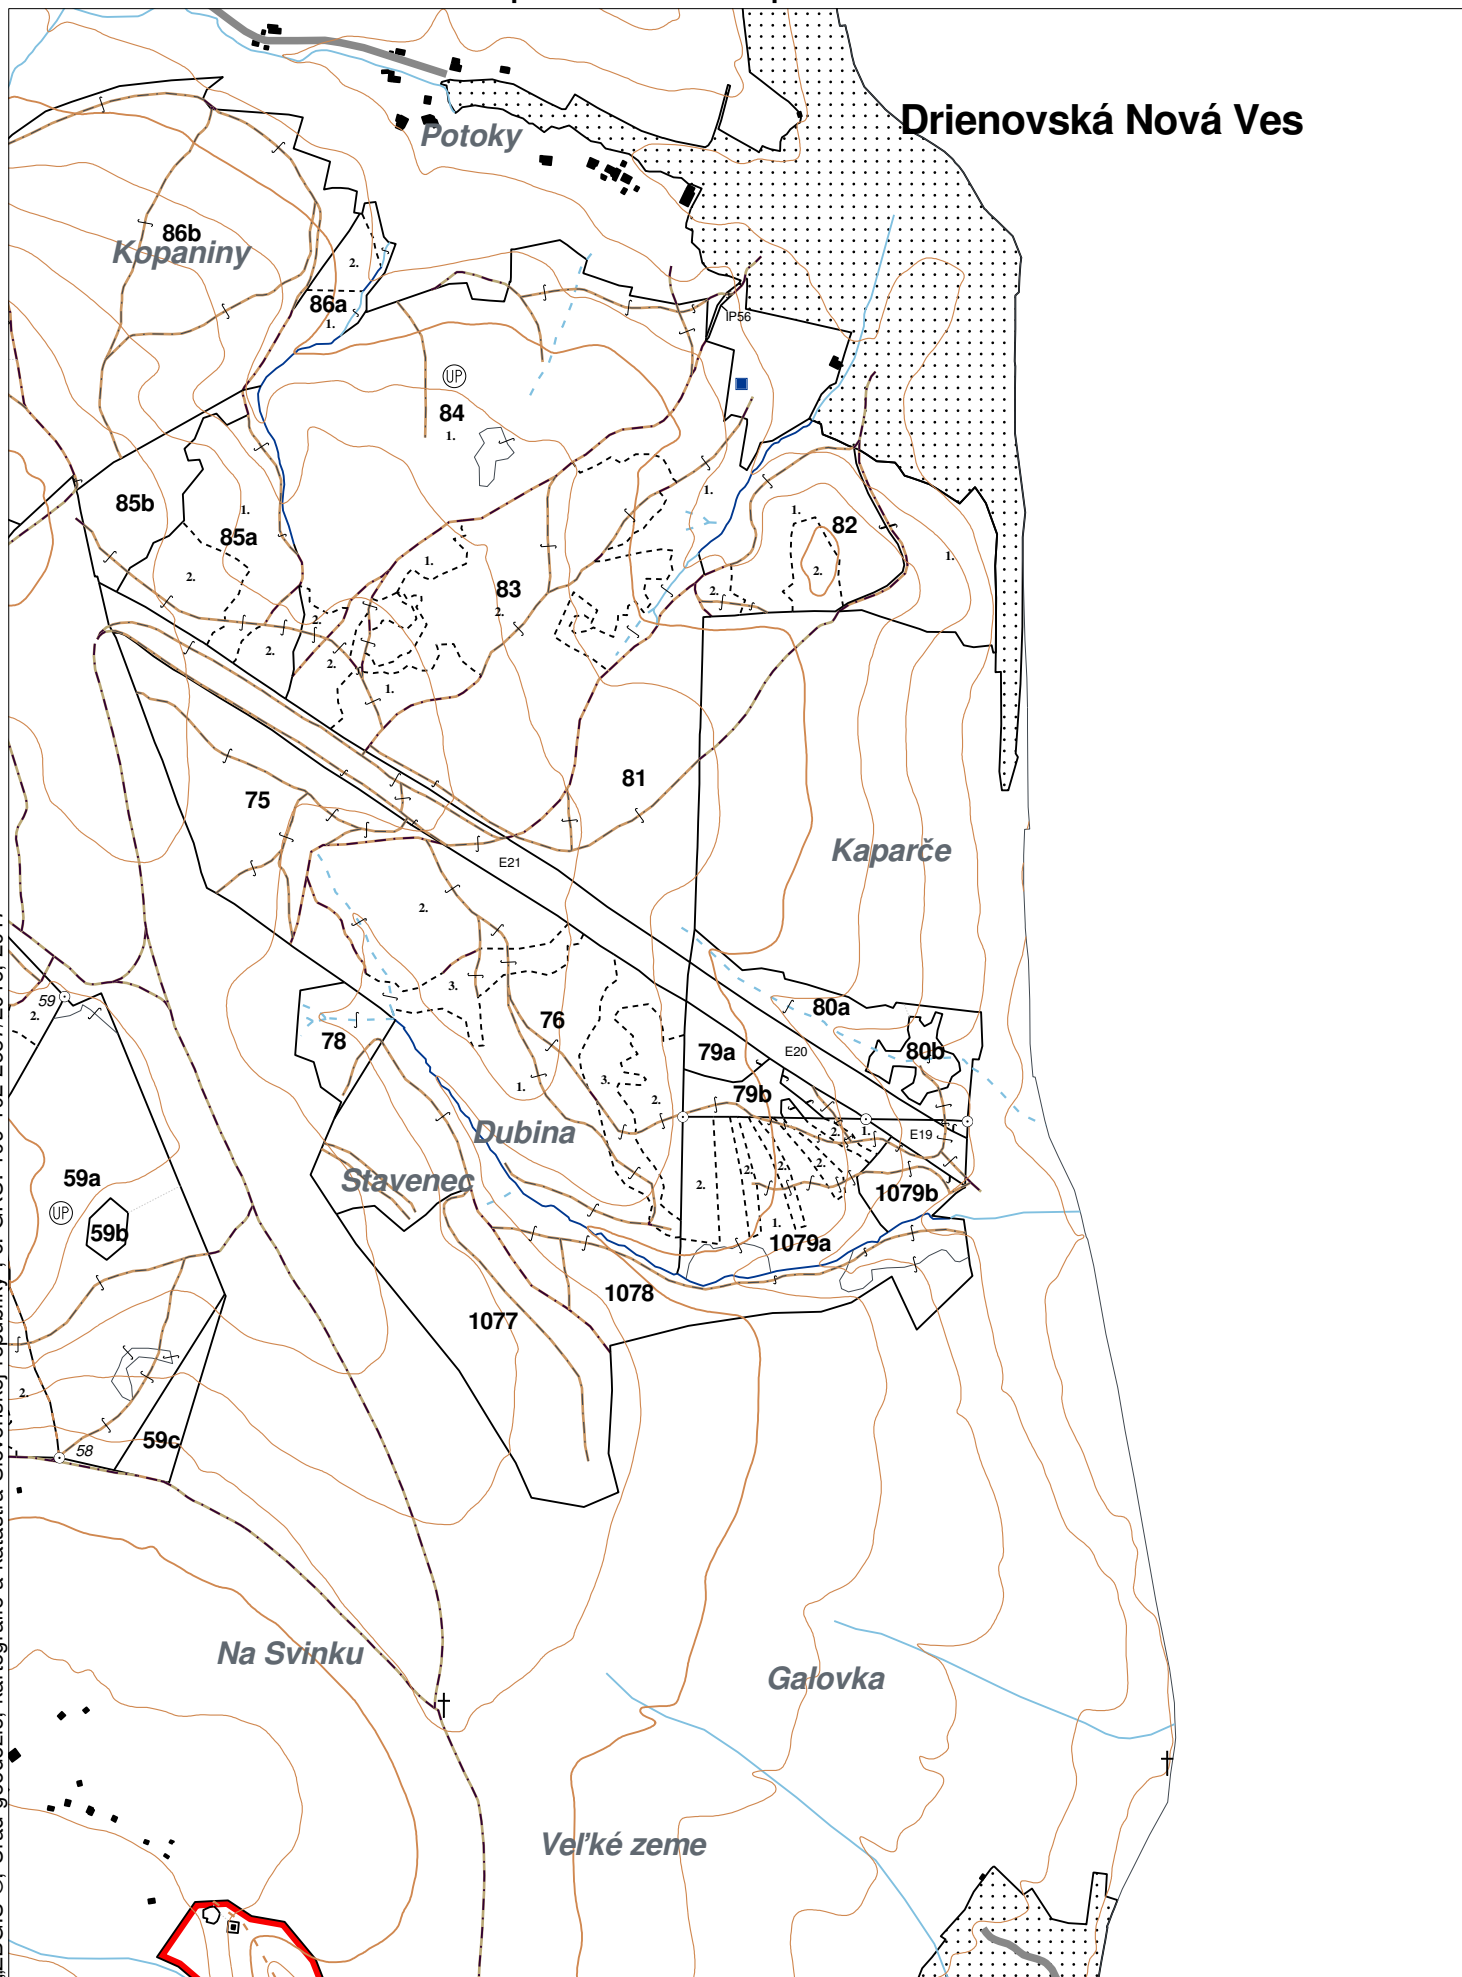 Drienovská Nová Ves
Potoky
86b
Kopaniny
2.
86a
1.
IP56
UP
84
1.
85b
1.
85a
2.
1.
1.
82
1.
2.
2.
1.
83
2.
2.
2.
2.
1.
81
75
E21
Kaparče
2.
59
2.
3.
76
78
80a
80b
79a
E20
79b
3.
1.
2.
Dubina
2.
1.
E19
Stavenec
59a
UP
59b
2.
2.
2.
2.
1079b
1.
1079a
1078
1077
2.
59c
58
Na Svinku
Galovka
Veľké zeme